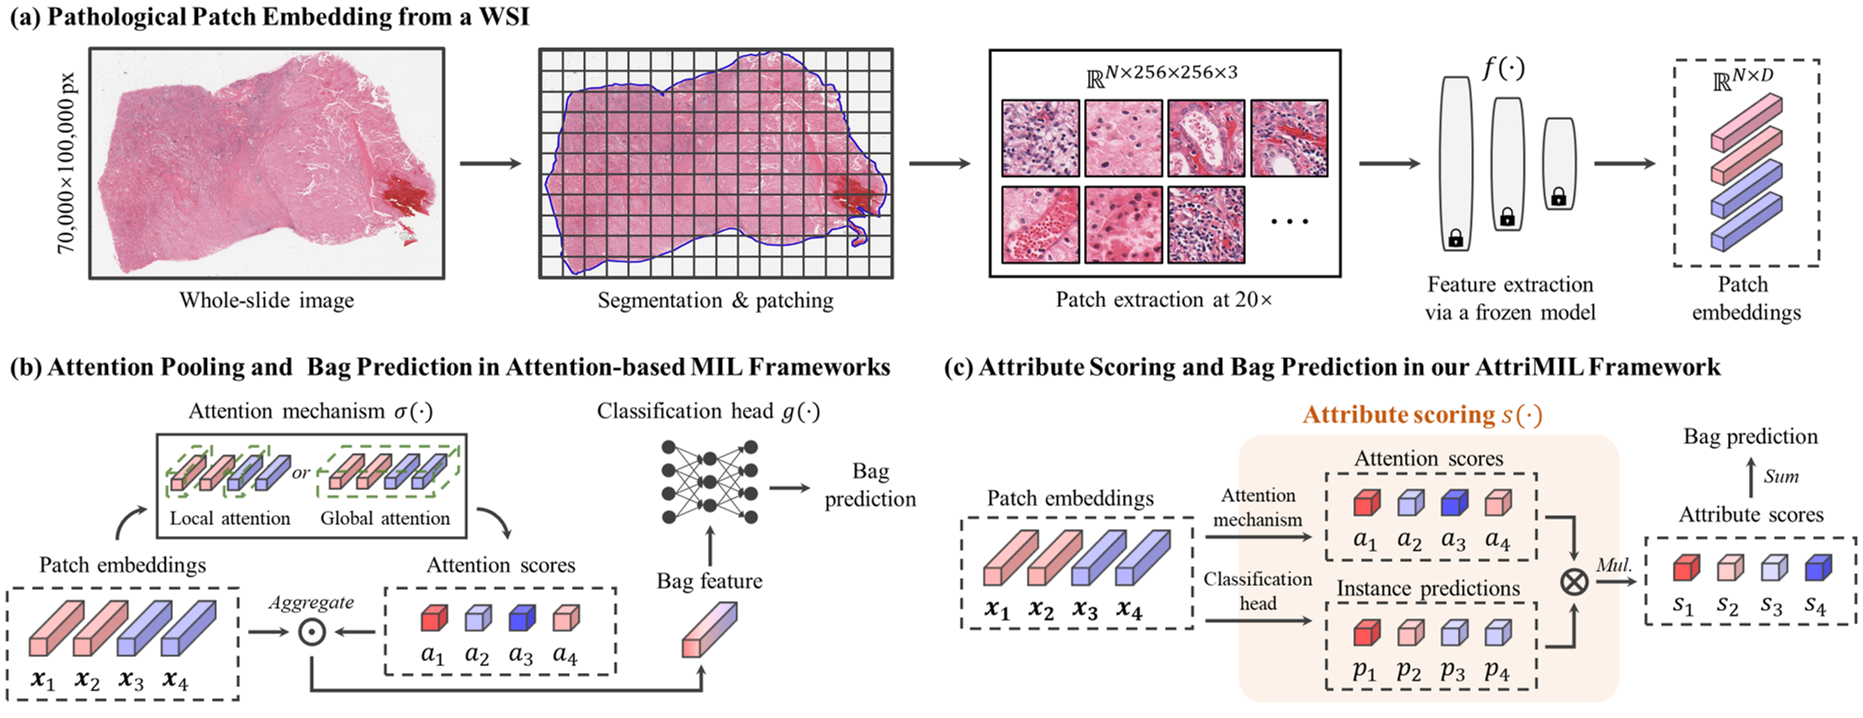 (a) Pathological Patch Embedding from a WSI
70,000×100,000 px
Whole-slide image
Segmentation & patching
ℝ^{N×256×256×3}
Patch extraction at 20×
f(·)
Feature extraction
via a frozen model
ℝ^{N×D}
Patch
embeddings
(b) Attention Pooling and Bag Prediction in Attention-based MIL Frameworks
Attention mechanism σ(·)
or
Local attention
Global attention
Patch embeddings
x₁ x₂ x₃ x₄
Aggregate
Attention scores
a₁ a₂ a₃ a₄
Bag feature
Classification head g(·)
Bag
prediction
(c) Attribute Scoring and Bag Prediction in our AttriMIL Framework
Attribute scoring s(·)
Patch embeddings
x₁ x₂ x₃ x₄
Attention
mechanism
Classification
head
Attention scores
a₁ a₂ a₃ a₄
Instance predictions
p₁ p₂ p₃ p₄
Mul.
Bag prediction
Sum
Attribute scores
s₁ s₂ s₃ s₄